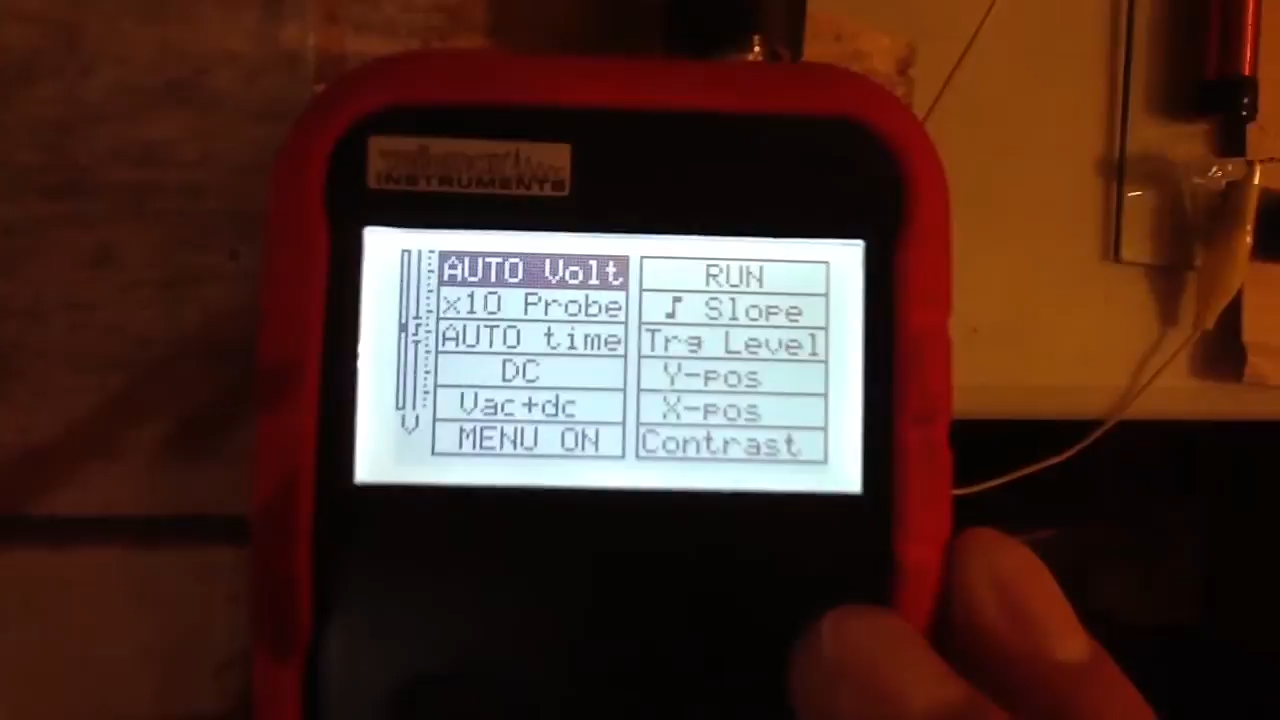 INSTRUMENTS
AUTO Volt
x10 Probe
AUTO time
DC
Vac+dc
MENU ON
V
RUN
Slope
Trg Level
Y-pos
X-pos
Contrast